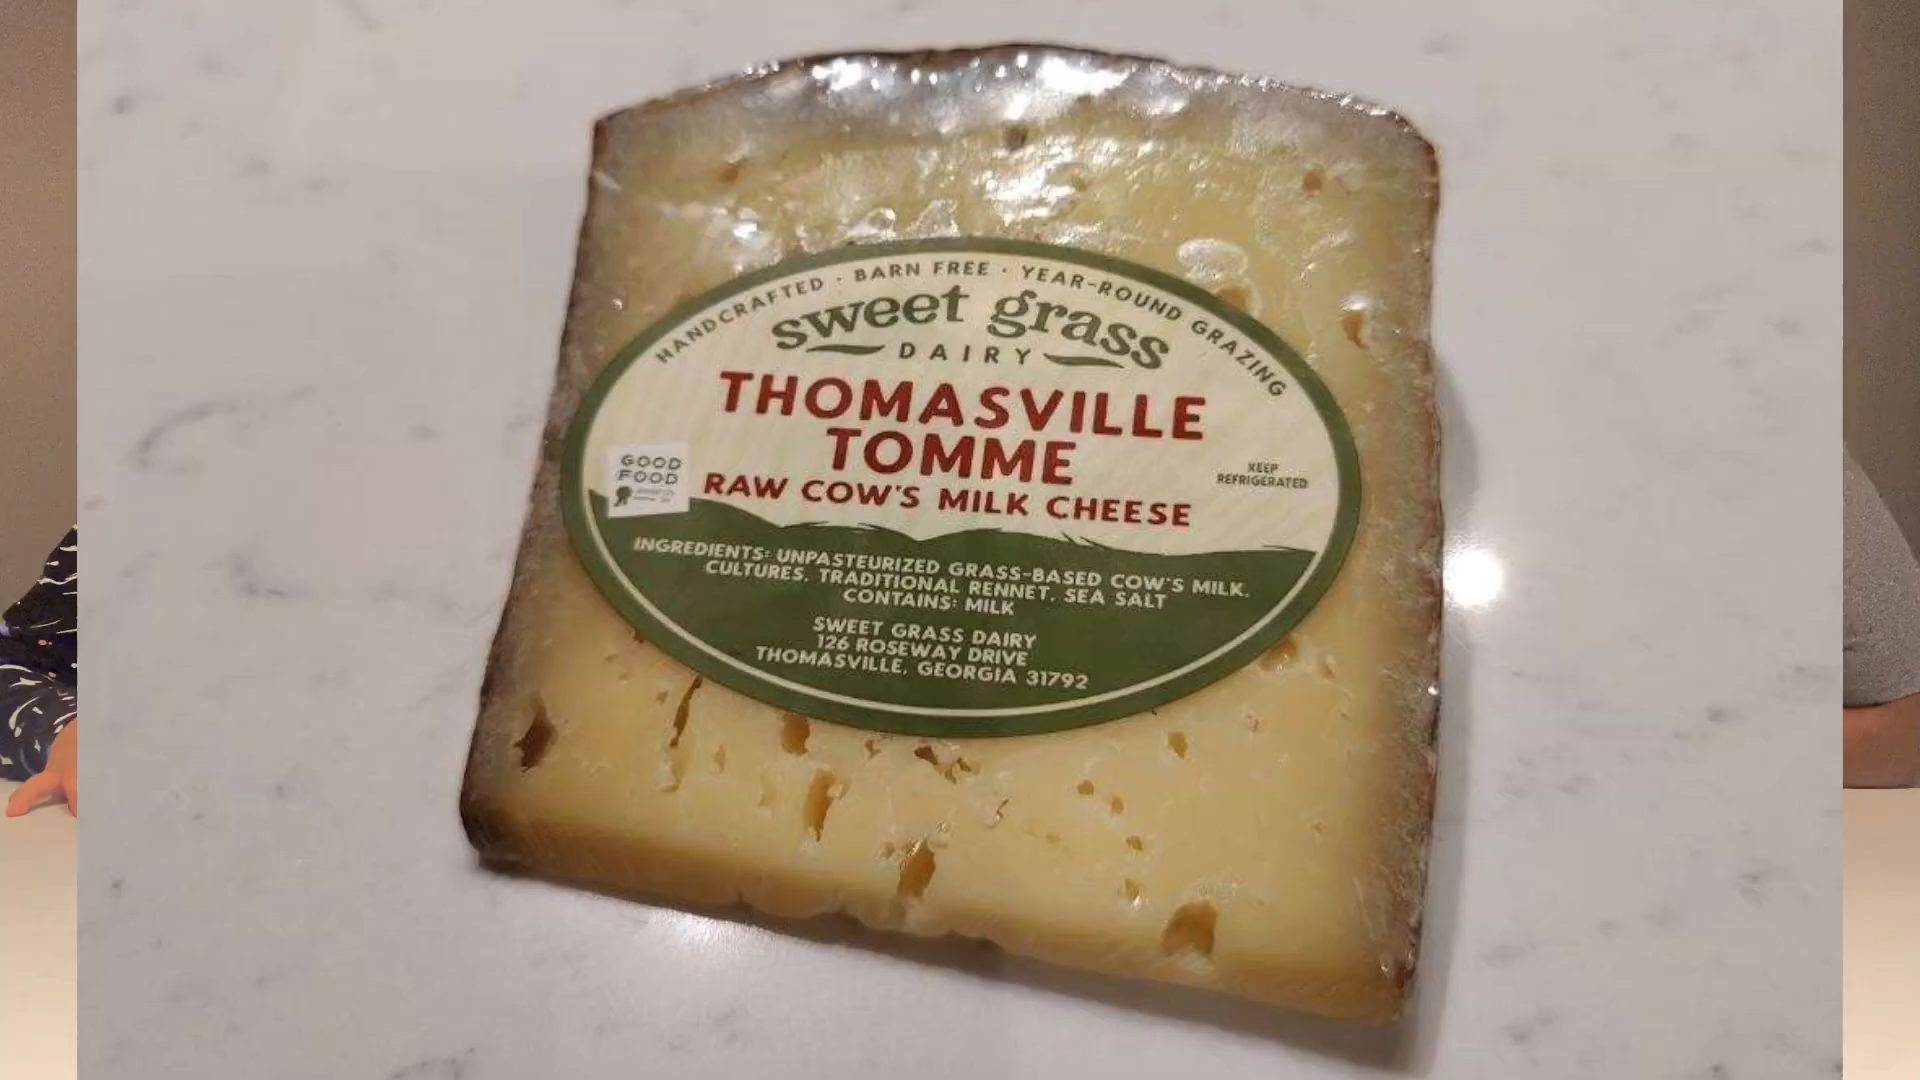 HANDCRAFTED · BARN FREE · YEAR-ROUND GRAZING
sweet grass
DAIRY
THOMASVILLE
TOMME
RAW COW'S MILK CHEESE
GOOD
FOOD
KEEP
REFRIGERATED
INGREDIENTS: UNPASTEURIZED GRASS-BASED COW'S MILK,
CULTURES, TRADITIONAL RENNET, SEA SALT
CONTAINS: MILK
SWEET GRASS DAIRY
126 ROSEWAY DRIVE
THOMASVILLE, GEORGIA 31792